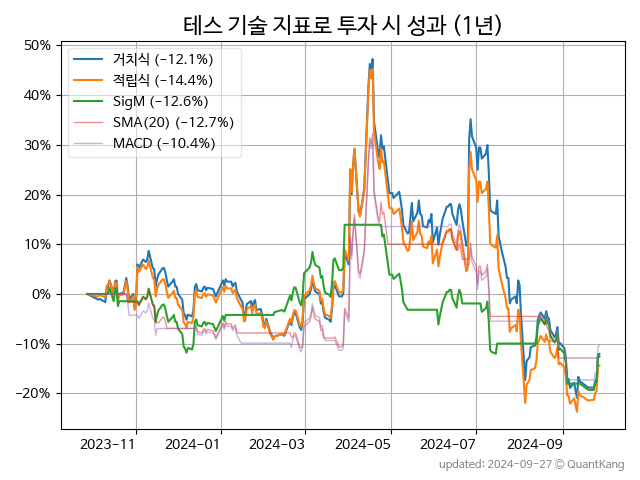 테스 기술 지표로 투자 시 성과 (1년)
50%
40%
30%
20%
10%
0%
−10%
−20%
거치식 (−12.1%)
적립식 (−14.4%)
SigM (−12.6%)
SMA(20) (−12.7%)
MACD (−10.4%)
2023-11
2024-01
2024-03
2024-05
2024-07
2024-09
updated: 2024-09-27 © QuantKang